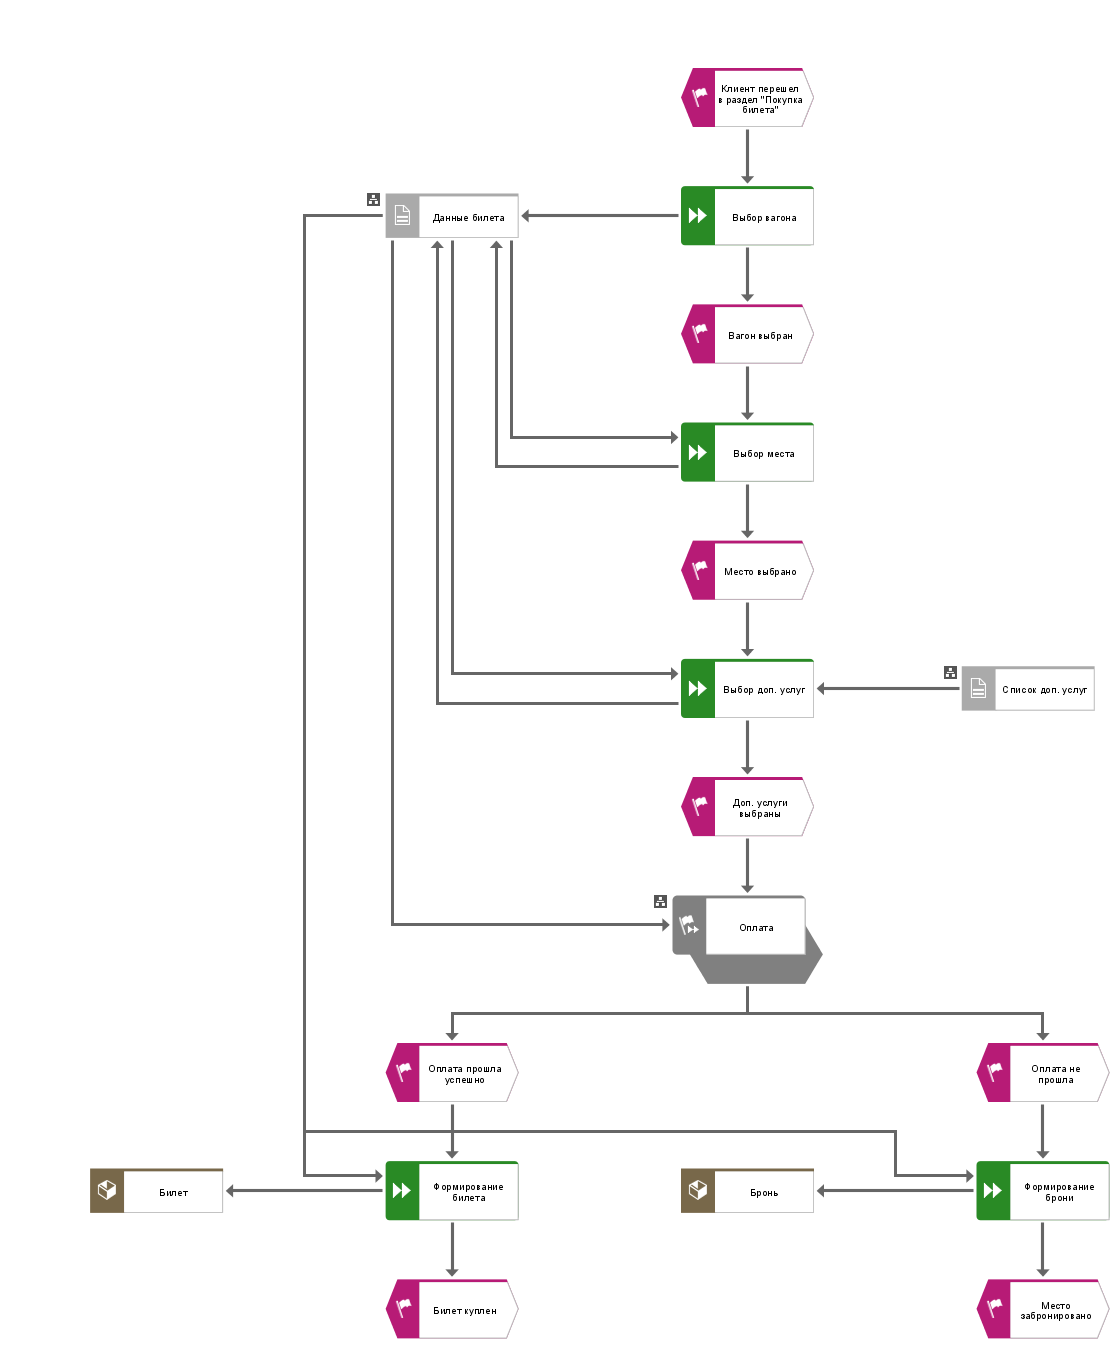 Клиент перешел
в раздел "Покупка
билета"
Данные билета
Выбор вагона
Вагон выбран
Выбор места
Место выбрано
Выбор доп. услуг
Список доп. услуг
Доп. услуги
выбраны
Оплата
Оплата прошла
успешно
Оплата не
прошла
Билет
Формирование
билета
Бронь
Формирование
брони
Билет куплен
Место
забронировано